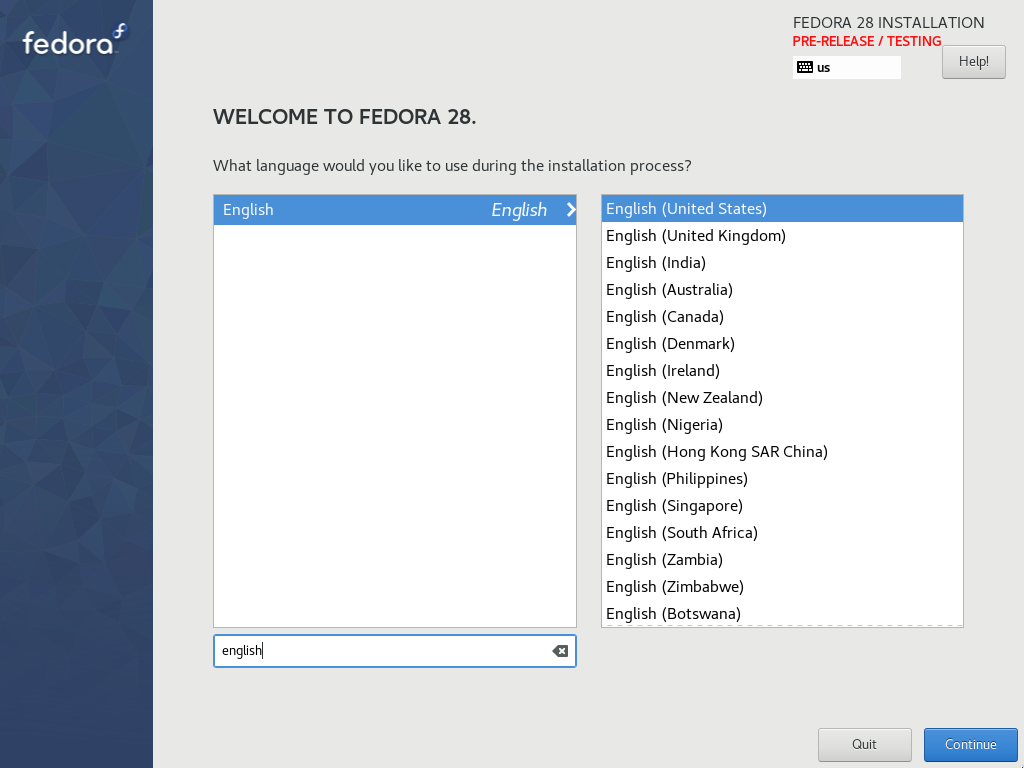 fedora
FEDORA 28 INSTALLATION
PRE-RELEASE / TESTING
us
Help!
WELCOME TO FEDORA 28.
What language would you like to use during the installation process?
English English
English (United States)
English (United Kingdom)
English (India)
English (Australia)
English (Canada)
English (Denmark)
English (Ireland)
English (New Zealand)
English (Nigeria)
English (Hong Kong SAR China)
English (Philippines)
English (Singapore)
English (South Africa)
English (Zambia)
English (Zimbabwe)
English (Botswana)
english
Quit
Continue